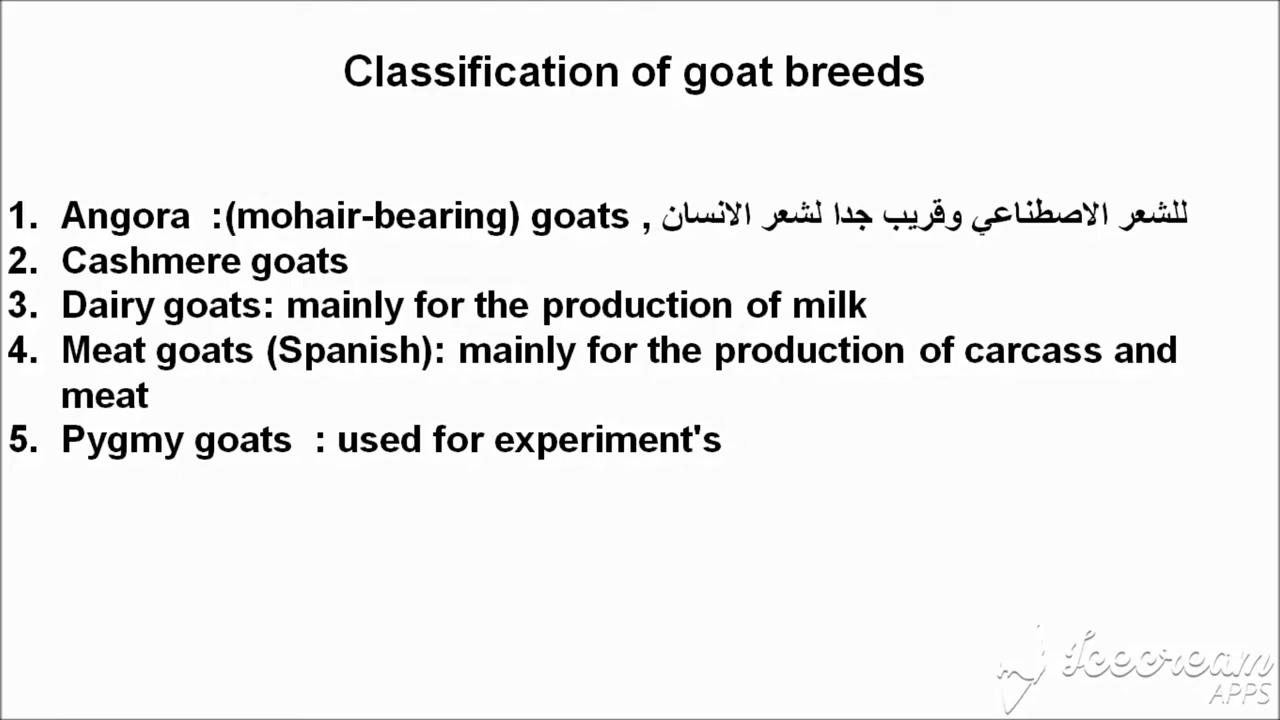 Classification of goat breeds
1. Angora :(mohair-bearing) goats , للشعر الاصطناعي وقريب جدا لشعر الانسان
2. Cashmere goats
3. Dairy goats: mainly for the production of milk
4. Meat goats (Spanish): mainly for the production of carcass and
meat
5. Pygmy goats : used for experiment's
Icecream
APPS